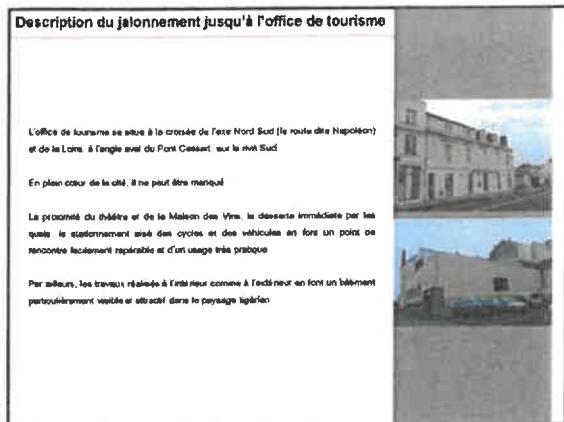 Description du jalonnement jusqu'à l'office de tourisme
L'office de tourisme se situe à la croisée de l'axe Nord Sud (la route dite Napoléon)
et de la Loire, à l'angle aval du Pont Cessart, sur la rive Sud
En plein cœur de la cité, il ne peut être manqué
La proximité du théâtre et de la Maison des Vins, la desserte immédiate par les
quais, le stationnement aisé des cycles et des véhicules en font un point de
rencontre facilement repérable et d'un usage très pratique
Par ailleurs, les travaux réalisés à l'intérieur comme à l'extérieur en font un bâtiment
particulièrement visible et attractif dans le paysage ligérien